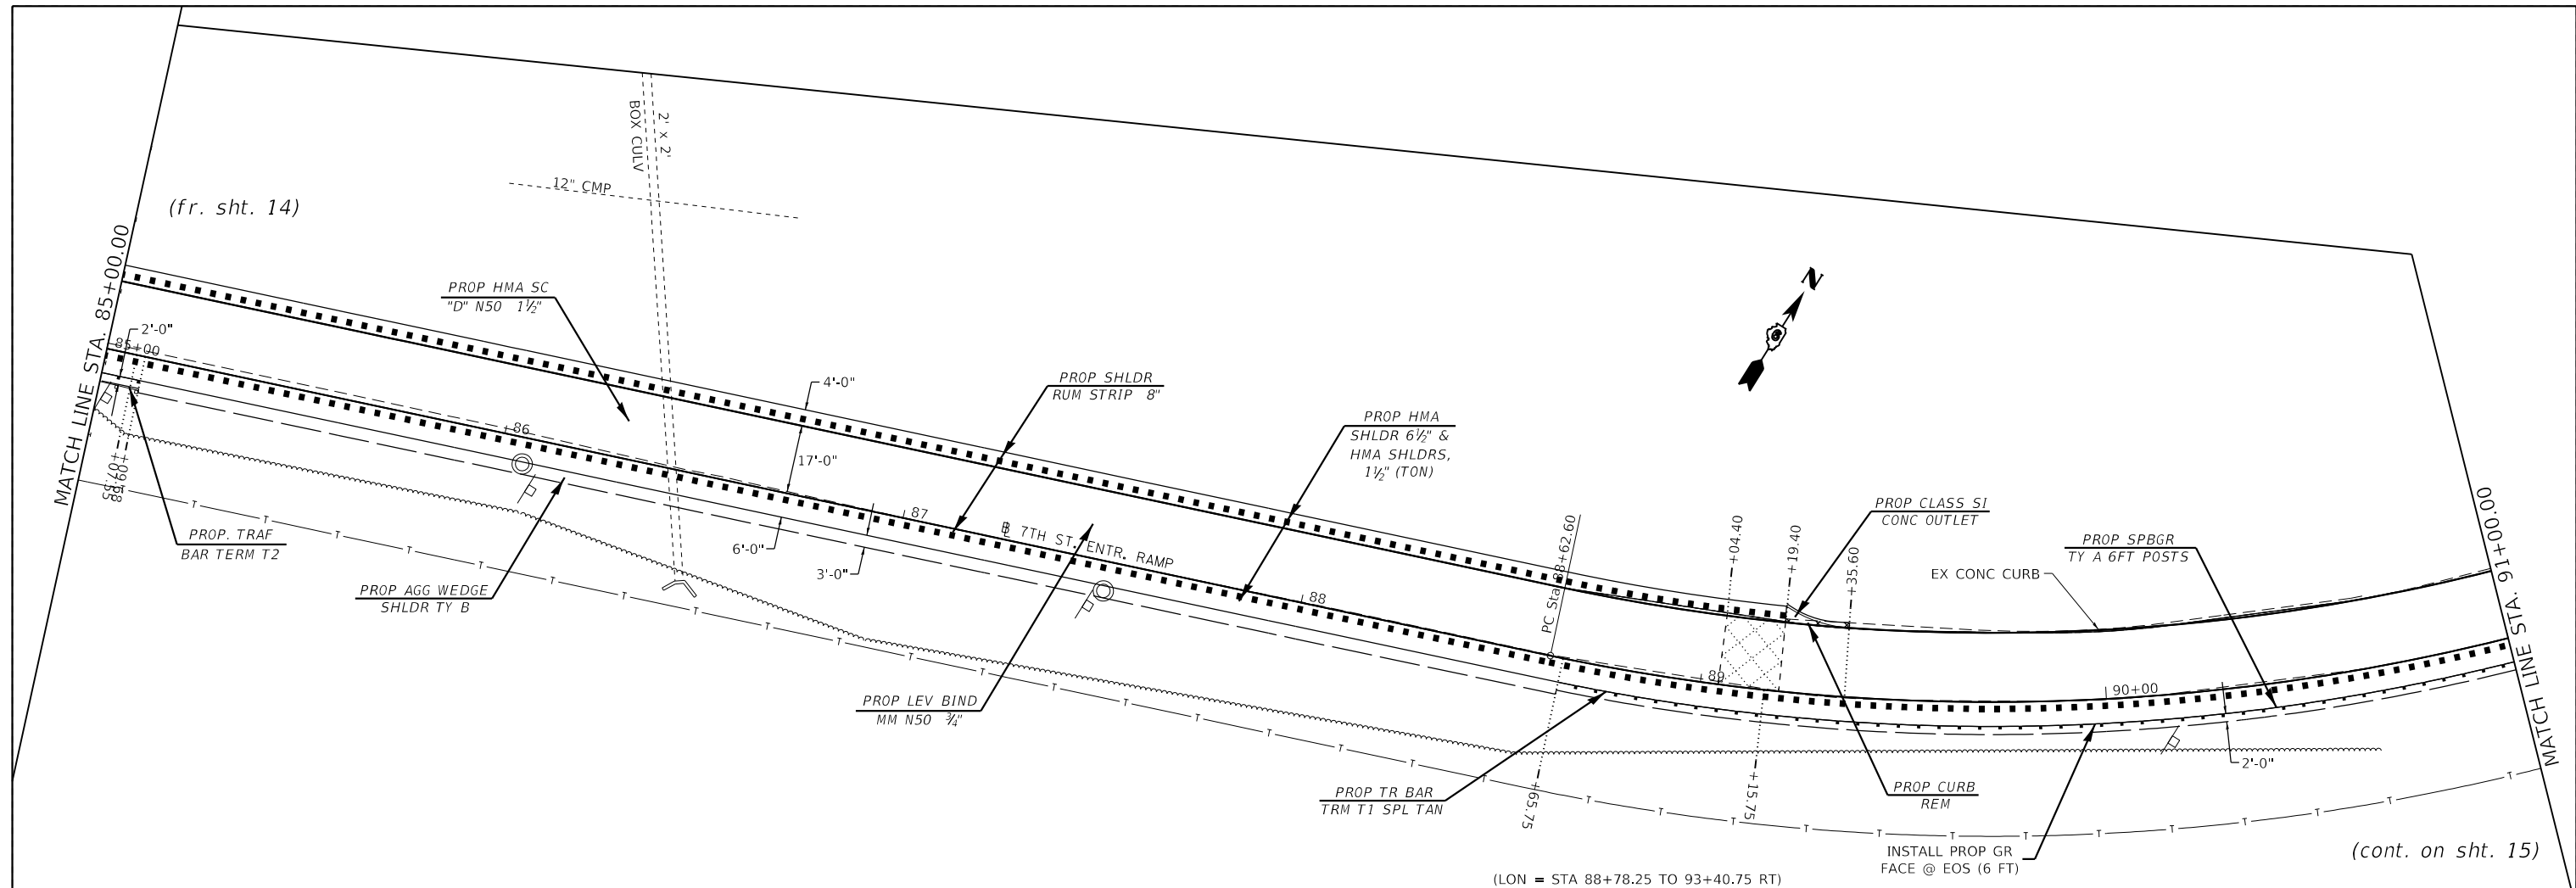 BOX CULV
2' x 2'
12" CMP
(fr. sht. 14)
N
MATCH LINE STA. 85+00.00
PROP HMA SC
"D" N50 1½"
2'-0"
85+00
4'-0"
PROP SHLDR
RUM STRIP 8"
17'-0"
PROP HMA
SHLDR 6½" &
HMA SHLDRS,
1½" (TON)
86
87
88
89
90+00
7TH ST. ENTR. RAMP
+07.55
PROP. TRAF
BAR TERM T2
PROP AGG WEDGE
SHLDR TY B
6'-0"
3'-0"
PROP LEV BIND
MM N50 ¾"
PC Sta 88+62.60
+04.40
+19.40
+35.60
PROP CLASS SI
CONC OUTLET
EX CONC CURB
PROP SPBGR
TY A 6FT POSTS
MATCH LINE STA. 91+00.00
PROP TR BAR
TRM T1 SPL TAN
+65.75
+15.75
PROP CURB
REM
2'-0"
INSTALL PROP GR
FACE @ EOS (6 FT)
(cont. on sht. 15)
(LON = STA 88+78.25 TO 93+40.75 RT)